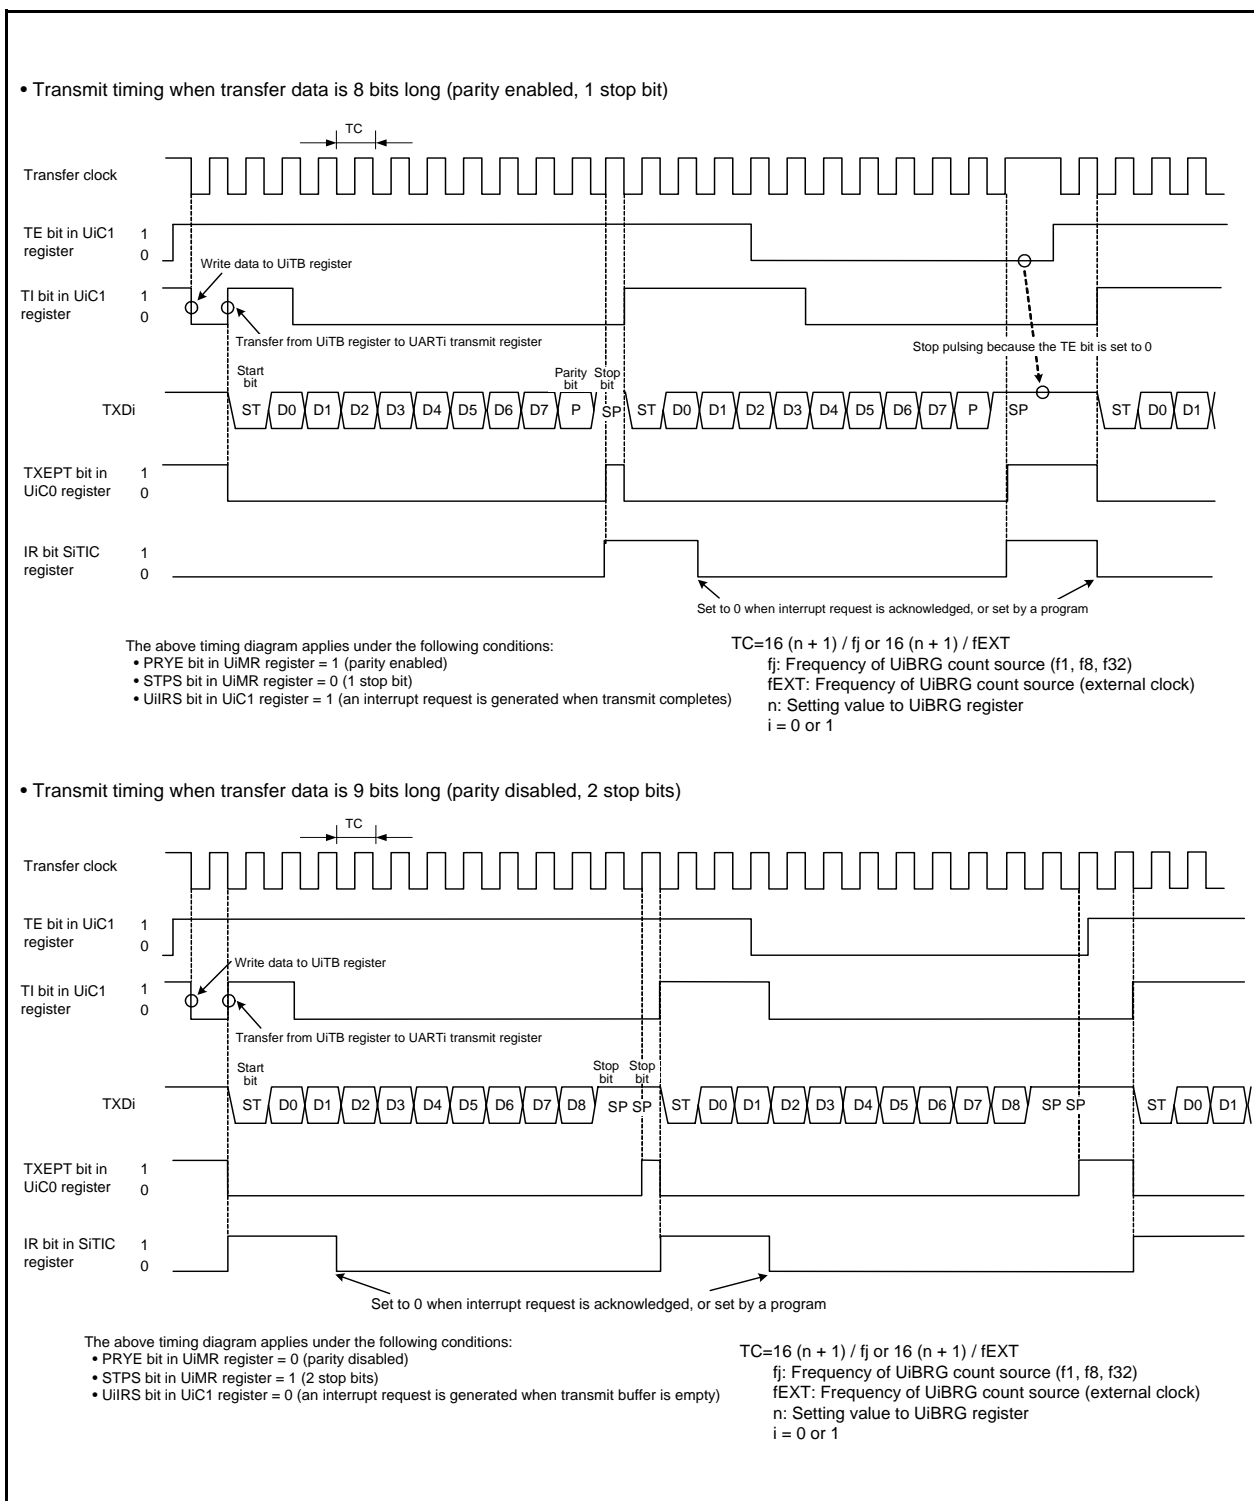 • Transmit timing when transfer data is 8 bits long (parity enabled, 1 stop bit)
TC
Transfer clock
TE bit in UiC1
register
1
0
Write data to UiTB register
TI bit in UiC1
register
1
0
Transfer from UiTB register to UARTi transmit register
Stop pulsing because the TE bit is set to 0
Start
bit
Parity
bit
Stop
bit
TXDi
ST D0 D1 D2 D3 D4 D5 D6 D7 P SP ST D0 D1 D2 D3 D4 D5 D6 D7 P SP ST D0 D1
TXEPT bit in
UiC0 register
1
0
IR bit SiTIC
register
1
0
Set to 0 when interrupt request is acknowledged, or set by a program
The above timing diagram applies under the following conditions:
• PRYE bit in UiMR register = 1 (parity enabled)
• STPS bit in UiMR register = 0 (1 stop bit)
• UiIRS bit in UiC1 register = 1 (an interrupt request is generated when transmit completes)
TC=16 (n + 1) / fj or 16 (n + 1) / fEXT
fj: Frequency of UiBRG count source (f1, f8, f32)
fEXT: Frequency of UiBRG count source (external clock)
n: Setting value to UiBRG register
i = 0 or 1
• Transmit timing when transfer data is 9 bits long (parity disabled, 2 stop bits)
TC
Transfer clock
TE bit in UiC1
register
1
0
Write data to UiTB register
TI bit in UiC1
register
1
0
Transfer from UiTB register to UARTi transmit register
Start
bit
Stop
bit
Stop
bit
TXDi
ST D0 D1 D2 D3 D4 D5 D6 D7 D8 SP SP ST D0 D1 D2 D3 D4 D5 D6 D7 D8 SP SP ST D0 D1
TXEPT bit in
UiC0 register
1
0
IR bit in SiTIC
register
1
0
Set to 0 when interrupt request is acknowledged, or set by a program
The above timing diagram applies under the following conditions:
• PRYE bit in UiMR register = 0 (parity disabled)
• STPS bit in UiMR register = 1 (2 stop bits)
• UiIRS bit in UiC1 register = 0 (an interrupt request is generated when transmit buffer is empty)
TC=16 (n + 1) / fj or 16 (n + 1) / fEXT
fj: Frequency of UiBRG count source (f1, f8, f32)
fEXT: Frequency of UiBRG count source (external clock)
n: Setting value to UiBRG register
i = 0 or 1